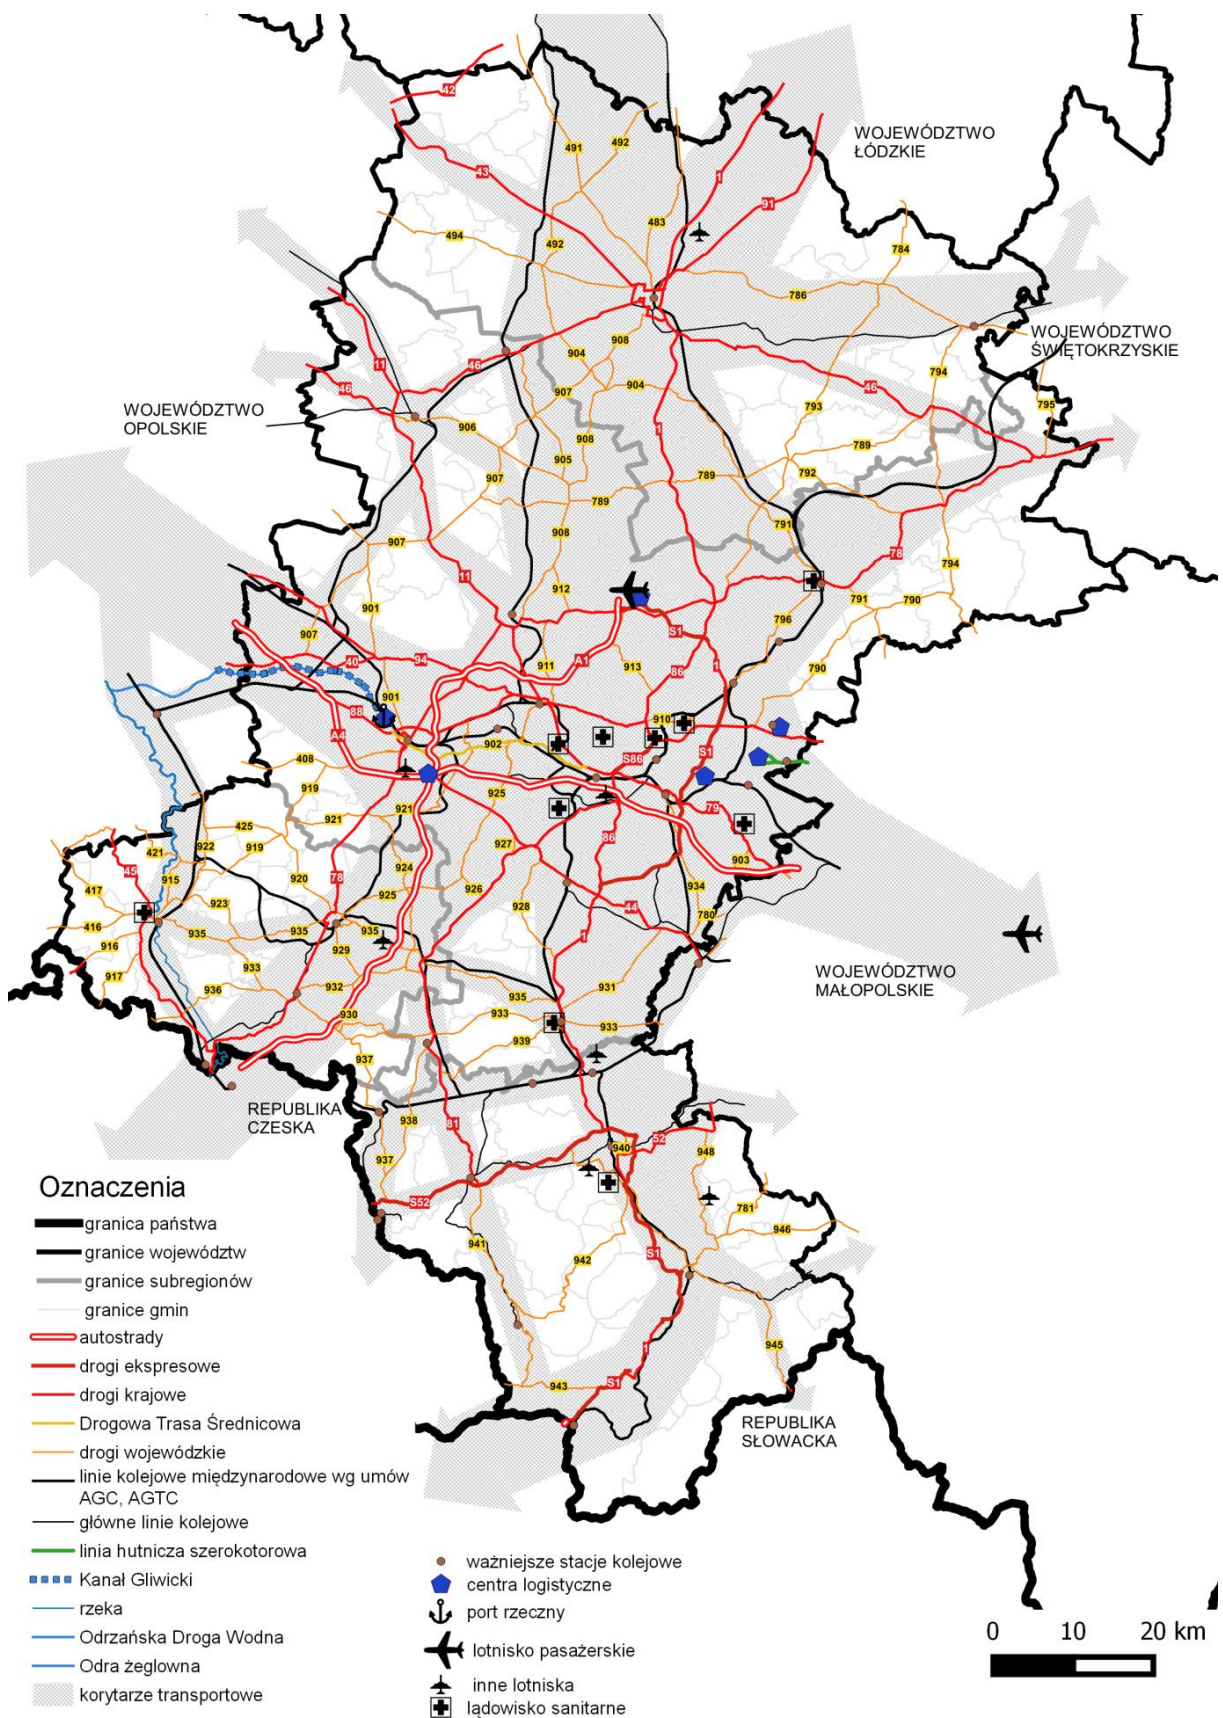 42
491
492
WOJEWÓDZTWO
ŁÓDZKIE
43
1
91
494
492
483
784
786
WOJEWÓDZTWO
ŚWIĘTOKRZYSKIE
11
46
904
908
46
907
904
46
794
WOJEWÓDZTWO
OPOLSKIE
906
908
1
793
795
905
907
789
789
792
789
908
791
907
78
794
11
912
901
791
790
796
907
S1
40
94
911
A1
913
1
790
86
901
88
910
A4
902
S86
S1
408
919
925
921
921
79
425
86
422
421
922
919
927
903
45
924
920
78
417
915
926
925
934
923
928
44
780
416
935
935
935
916
929
1
917
933
WOJEWÓDZTWO
MAŁOPOLSKIE
936
932
931
935
930
933
933
939
937
REPUBLIKA
CZESKA
938
81
940
52
948
937
S52
781
946
941
942
S1
945
1
943
S1
REPUBLIKA
SŁOWACKA
Oznaczenia
granica państwa
granice województw
granice subregionów
granice gmin
autostrady
drogi ekspresowe
drogi krajowe
Drogowa Trasa Średnicowa
drogi wojewódzkie
linie kolejowe międzynarodowe wg umów
AGC, AGTC
główne linie kolejowe
linia hutnicza szerokotorowa
Kanał Gliwicki
rzeka
Odrzańska Droga Wodna
Odra żeglowna
korytarze transportowe
ważniejsze stacje kolejowe
centra logistyczne
port rzeczny
lotnisko pasażerskie
inne lotniska
lądowisko sanitarne
0 10 20 km